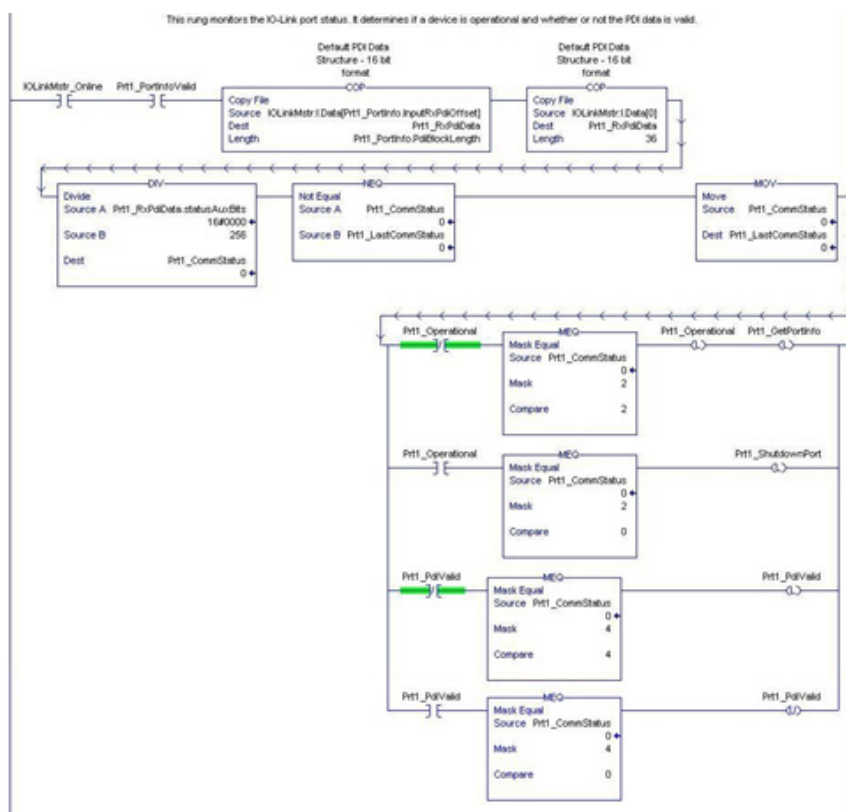 This rung monitors the IO-Link port status. It determines if a device is operational and whether or not the PDI data is valid.
Default PDI Data
Structure - 16 bit
format
Default PDI Data
Structure - 16 bit
format
IOLinkMstr_Online
Prt1_PortInfoValid
COP
Copy File
Source IOLinkMstr:I.Data[Prt1_PortInfo.InputRxPdiOffset]
Dest Prt1_RxPdiData
Length Prt1_PortInfo.PdiBlockLength
COP
Copy File
Source IOLinkMstr:I.Data[0]
Dest Prt1_RxPdiData
Length 36
DIV
Divide
Source A Prt1_RxPdiData.statusAuxBits
16#0000
Source B 256
Dest Prt1_CommStatus
0
NEQ
Not Equal
Source A Prt1_CommStatus
0
Source B Prt1_LastCommStatus
0
MOV
Move
Source Prt1_CommStatus
0
Dest Prt1_LastCommStatus
0
Prt1_Operational
MEQ
Mask Equal
Source Prt1_CommStatus
0
Mask 2
Compare 2
Prt1_Operational
L
Prt1_GetPortInfo
L
Prt1_Operational
MEQ
Mask Equal
Source Prt1_CommStatus
0
Mask 2
Compare 0
Prt1_ShutdownPort
L
Prt1_PdiValid
MEQ
Mask Equal
Source Prt1_CommStatus
0
Mask 4
Compare 4
Prt1_PdiValid
L
Prt1_PdiValid
MEQ
Mask Equal
Source Prt1_CommStatus
0
Mask 4
Compare 0
Prt1_PdiValid
U